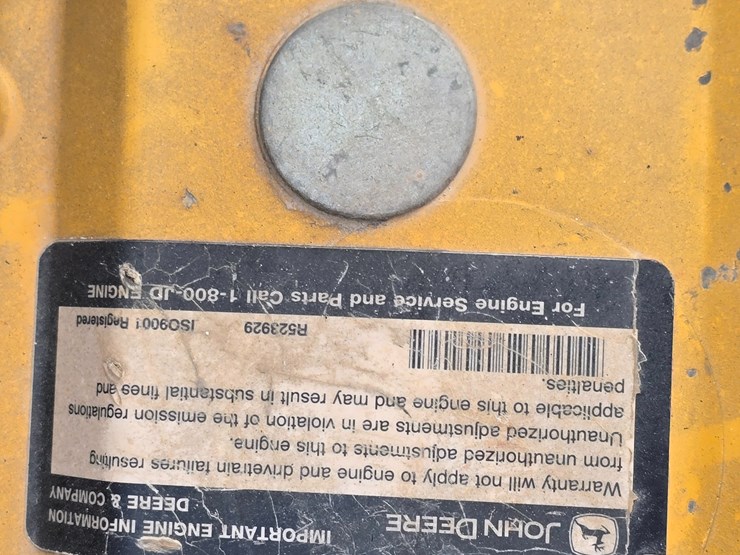 JOHN DEERE
IMPORTANT ENGINE INFORMATION
DEERE & COMPANY
Warranty will not apply to engine and drivetrain failures resulting
from unauthorized adjustments to this engine.
Unauthorized adjustments are in violation of the emission regulations
applicable to this engine and may result in substantial fines and
penalties.
R523929
ISO9001 Registered
For Engine Service and Parts Call 1-800-JD ENGINE